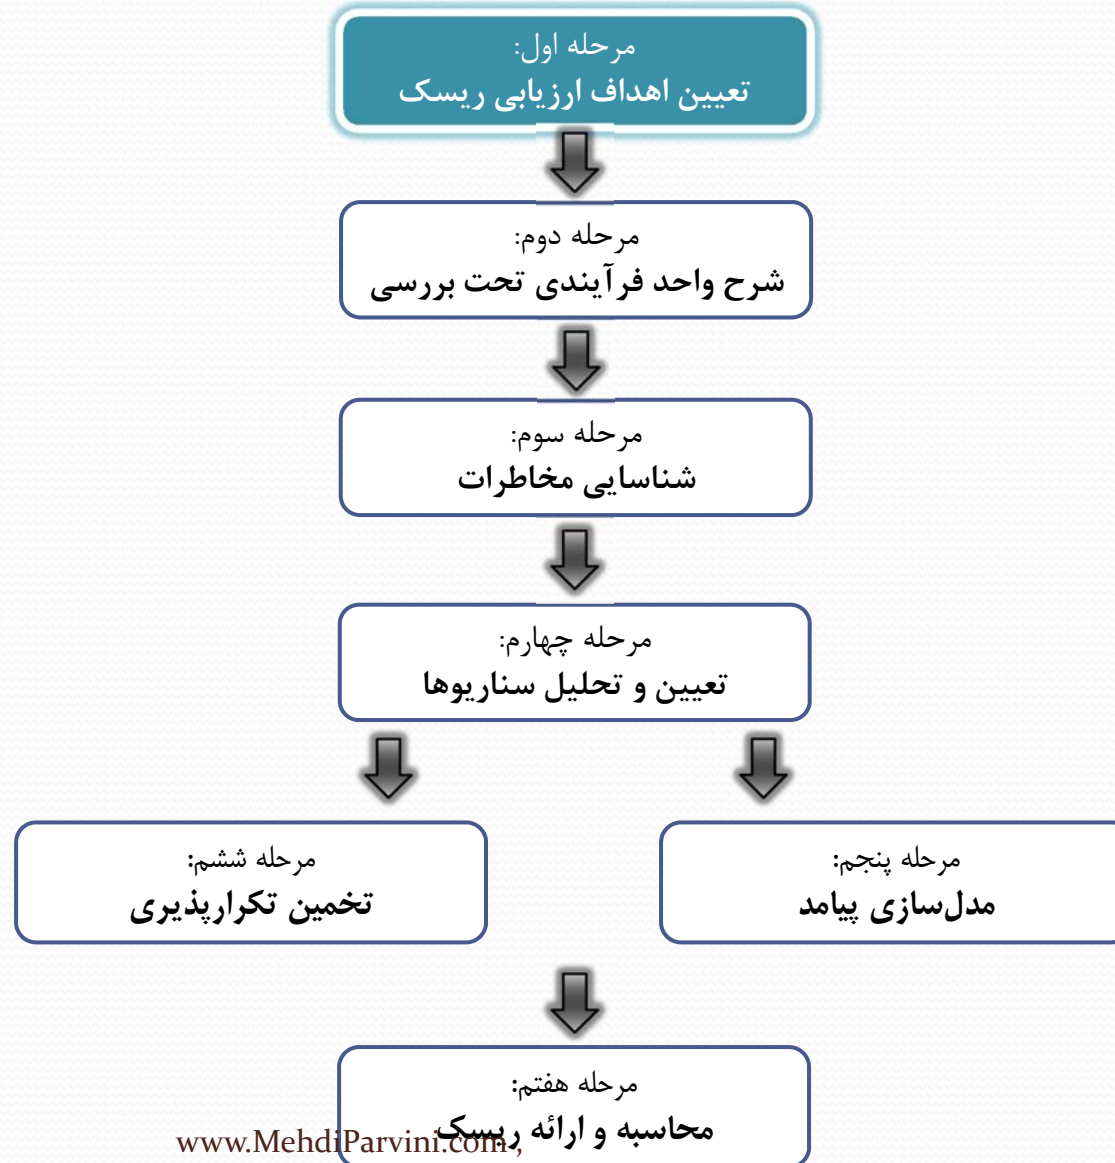 مرحله اول:
تعیین اهداف ارزیابی ریسک
مرحله دوم:
شرح واحد فرآیندی تحت بررسی
مرحله سوم:
شناسایی مخاطرات
مرحله چهارم:
تعیین و تحلیل سناریوها
مرحله پنجم:
مدل‌سازی پیامد
مرحله ششم:
تخمین تکرارپذیری
مرحله هفتم:
محاسبه و ارائه ریسک
www.MehdiParvini.com ,